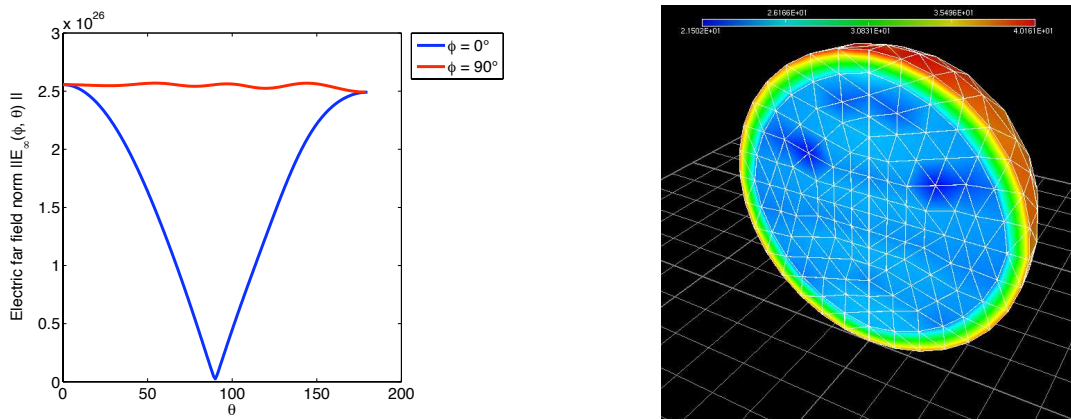 x 10^26
3
2.5
2
1.5
1
0.5
0
0 50 100 150 200
θ
Electric far field norm ||E_∞(ϕ, θ) ||
ϕ = 0°
ϕ = 90°
2.6166E+01 3.5496E+01
2.1502E+01 3.0831E+01 4.0161E+01